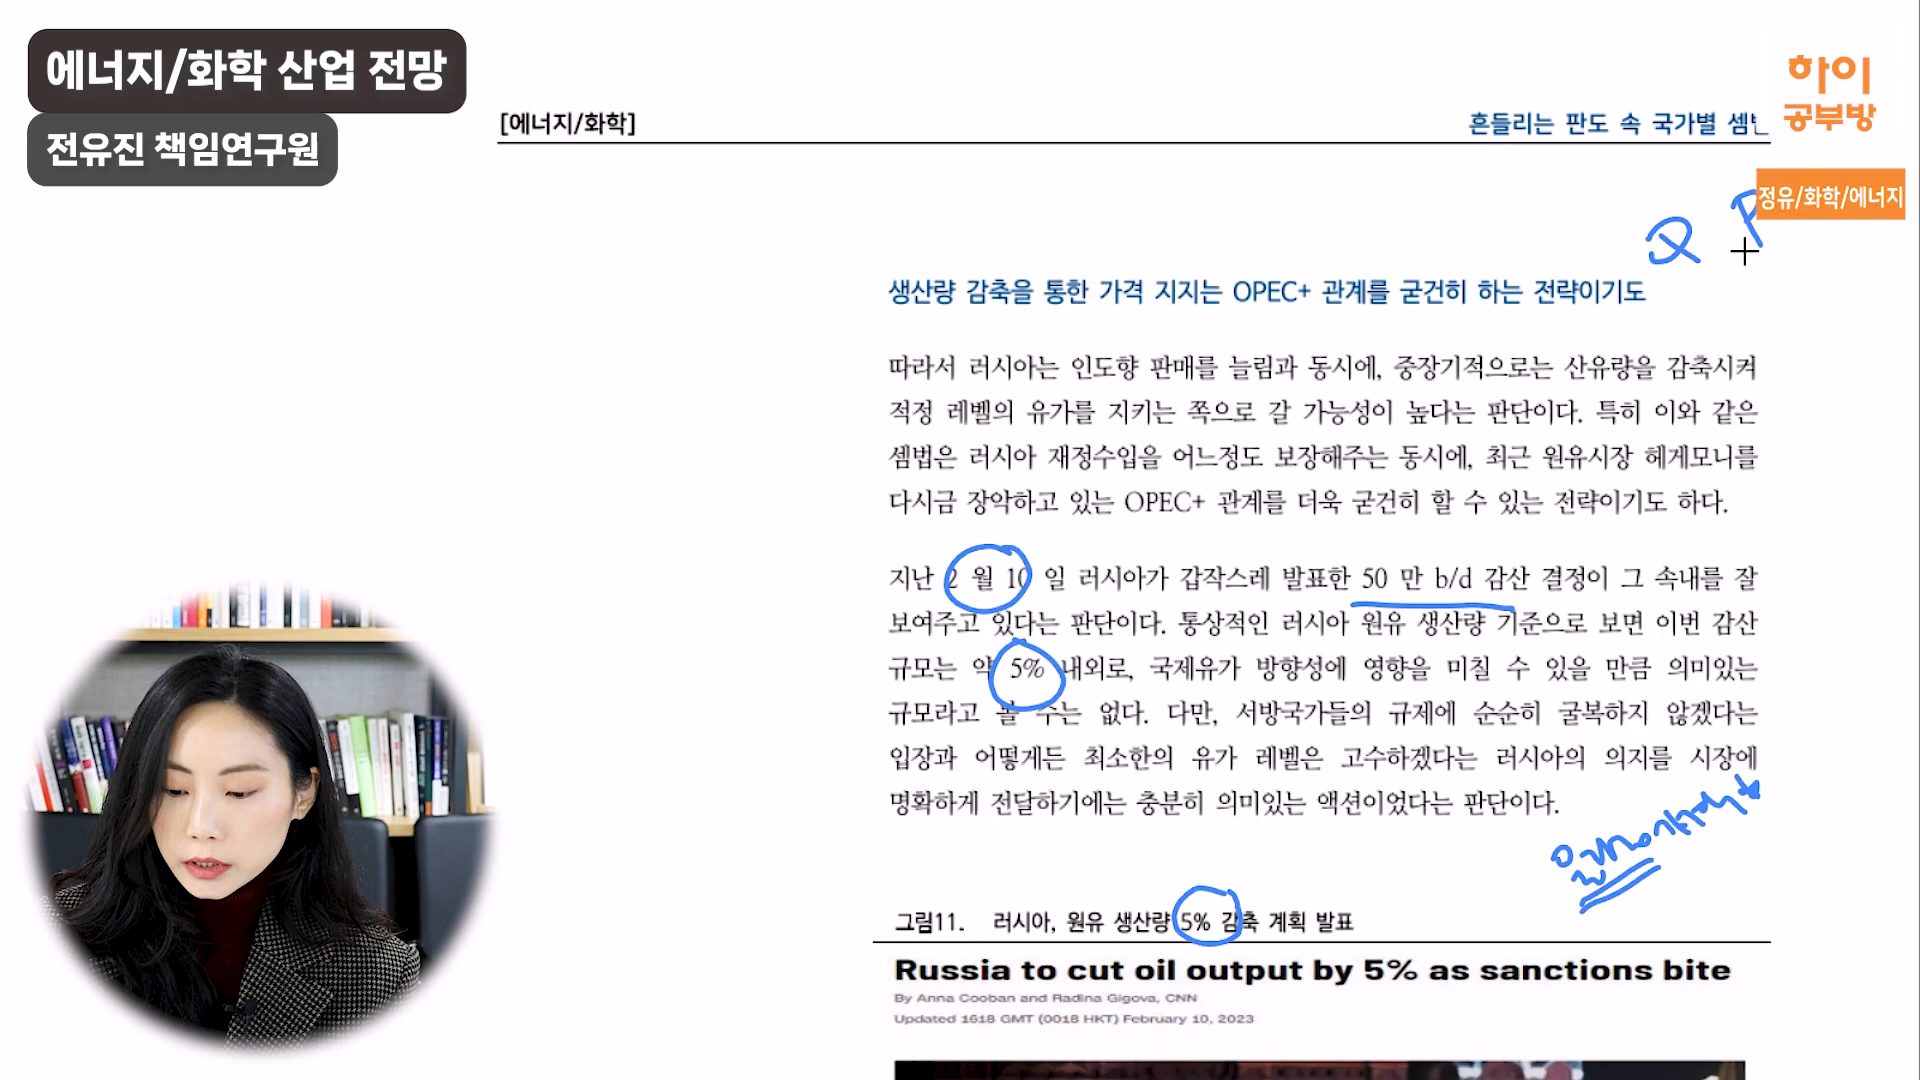 에너지/화학 산업 전망
전유진 책임연구원
[에너지/화학]
흔들리는 판도 속 국가별
하이
공부방
정유/화학/에너지
Q P
생산량 감축을 통한 가격 지지는 OPEC+ 관계를 굳건히 하는 전략이기도
따라서 러시아는 인도향 판매를 늘림과 동시에, 중장기적으로는 산유량을 감축시켜
적정 레벨의 유가를 지키는 쪽으로 갈 가능성이 높다는 판단이다. 특히 이와 같은
셈법은 러시아 재정수입을 어느정도 보장해주는 동시에, 최근 원유시장 헤게모니를
다시금 장악하고 있는 OPEC+ 관계를 더욱 굳건히 할 수 있는 전략이기도 하다.
지난 2 월 10 일 러시아가 갑작스레 발표한 50 만 b/d 감산 결정이 그 속내를 잘
보여주고 있다는 판단이다. 통상적인 러시아 원유 생산량 기준으로 보면 이번 감산
규모는 약 5% 내외로, 국제유가 방향성에 영향을 미칠 수 있을 만큼 의미있는
규모라고 볼 수는 없다. 다만, 서방국가들의 규제에 순순히 굴복하지 않겠다는
입장과 어떻게든 최소한의 유가 레벨은 고수하겠다는 러시아의 의지를 시장에
명확하게 전달하기에는 충분히 의미있는 액션이었다는 판단이다.
그림11. 러시아, 원유 생산량 5% 감축 계획 발표
Russia to cut oil output by 5% as sanctions bite
By Anna Cooban and Radina Gigova, CNN
Updated 1618 GMT (0018 HKT) February 10, 2023